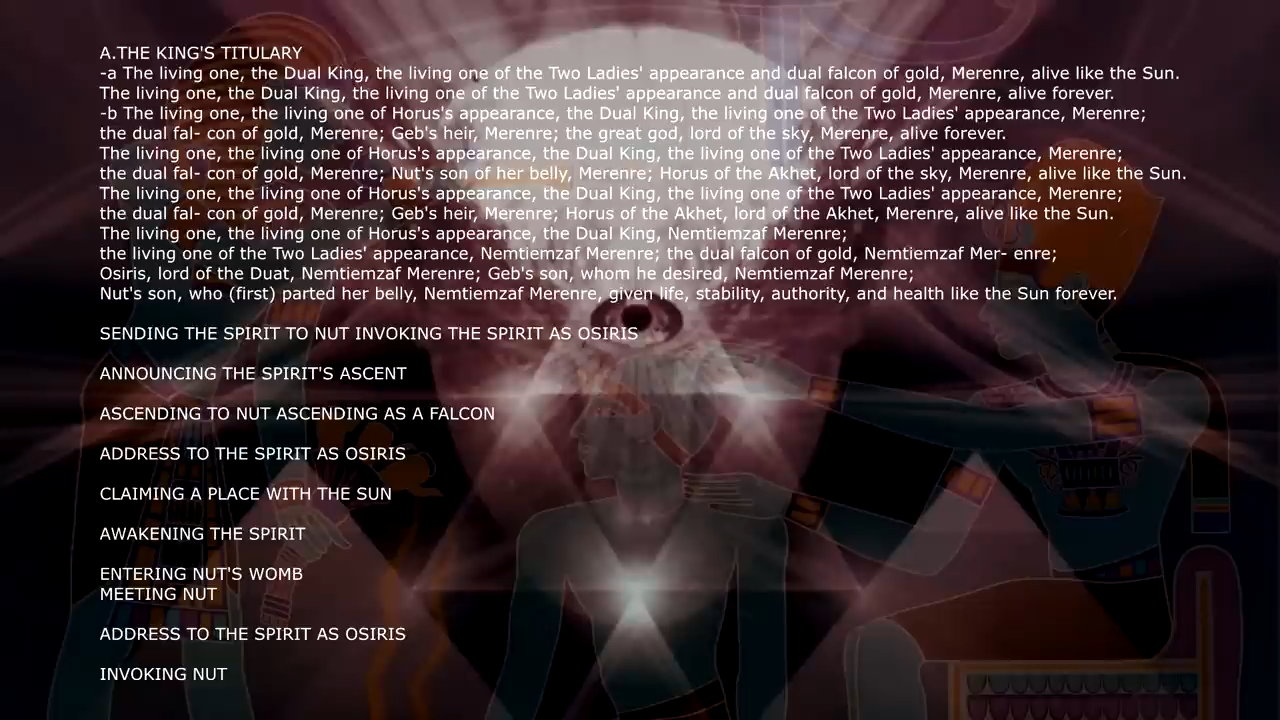 A.THE KING'S TITULARY
-a The living one, the Dual King, the living one of the Two Ladies' appearance and dual falcon of gold, Merenre, alive like the Sun.
The living one, the Dual King, the living one of the Two Ladies' appearance and dual falcon of gold, Merenre, alive forever.
-b The living one, the living one of Horus's appearance, the Dual King, the living one of the Two Ladies' appearance, Merenre;
the dual fal- con of gold, Merenre; Geb's heir, Merenre; the great god, lord of the sky, Merenre, alive forever.
The living one, the living one of Horus's appearance, the Dual King, the living one of the Two Ladies' appearance, Merenre;
the dual fal- con of gold, Merenre; Nut's son of her belly, Merenre; Horus of the Akhet, lord of the sky, Merenre, alive like the Sun.
The living one, the living one of Horus's appearance, the Dual King, the living one of the Two Ladies' appearance, Merenre;
the dual fal- con of gold, Merenre; Geb's heir, Merenre; Horus of the Akhet, lord of the Akhet, Merenre, alive like the Sun.
The living one, the living one of Horus's appearance, the Dual King, Nemtiemzaf Merenre;
the living one of the Two Ladies' appearance, Nemtiemzaf Merenre; the dual falcon of gold, Nemtiemzaf Mer- enre;
Osiris, lord of the Duat, Nemtiemzaf Merenre; Geb's son, whom he desired, Nemtiemzaf Merenre;
Nut's son, who (first) parted her belly, Nemtiemzaf Merenre, given life, stability, authority, and health like the Sun forever.
SENDING THE SPIRIT TO NUT INVOKING THE SPIRIT AS OSIRIS
ANNOUNCING THE SPIRIT'S ASCENT
ASCENDING TO NUT ASCENDING AS A FALCON
ADDRESS TO THE SPIRIT AS OSIRIS
CLAIMING A PLACE WITH THE SUN
AWAKENING THE SPIRIT
ENTERING NUT'S WOMB
MEETING NUT
ADDRESS TO THE SPIRIT AS OSIRIS
INVOKING NUT